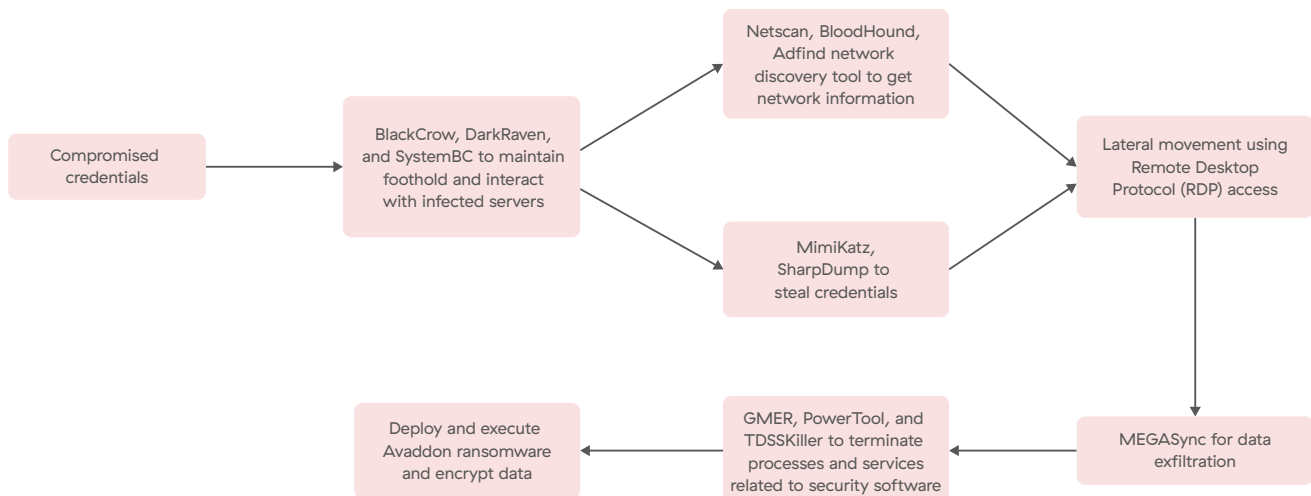 Compromised
credentials
BlackCrow, DarkRaven,
and SystemBC to maintain
foothold and interact
with infected servers
Netscan, BloodHound,
Adfind network
discovery tool to get
network information
MimiKatz,
SharpDump to
steal credentials
Lateral movement using
Remote Desktop
Protocol (RDP) access
MEGASync for data
exfiltration
GMER, PowerTool, and
TDSSKiller to terminate
processes and services
related to security software
Deploy and execute
Avaddon ransomware
and encrypt data